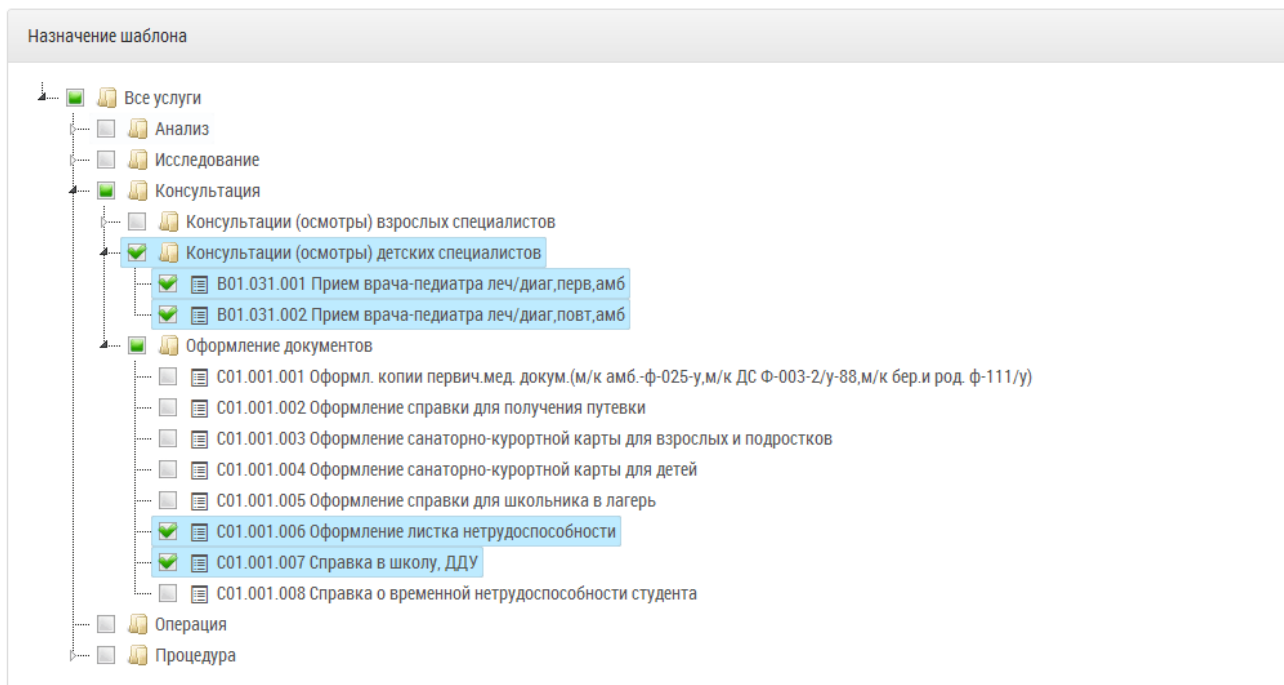 Назначение шаблона
Все услуги
Анализ
Исследование
Консультация
Консультации (осмотры) взрослых специалистов
Консультации (осмотры) детских специалистов
B01.031.001 Прием врача-педиатра леч/диаг,перв,амб
B01.031.002 Прием врача-педиатра леч/диаг,повт,амб
Оформление документов
C01.001.001 Оформл. копии первич.мед. докум.(м/к амб.-ф-025-у,м/к ДС Ф-003-2/у-88,м/к бер.и род. ф-111/у)
C01.001.002 Оформление справки для получения путевки
C01.001.003 Оформление санаторно-курортной карты для взрослых и подростков
C01.001.004 Оформление санаторно-курортной карты для детей
C01.001.005 Оформление справки для школьника в лагерь
C01.001.006 Оформление листка нетрудоспособности
C01.001.007 Справка в школу, ДДУ
C01.001.008 Справка о временной нетрудоспособности студента
Операция
Процедура